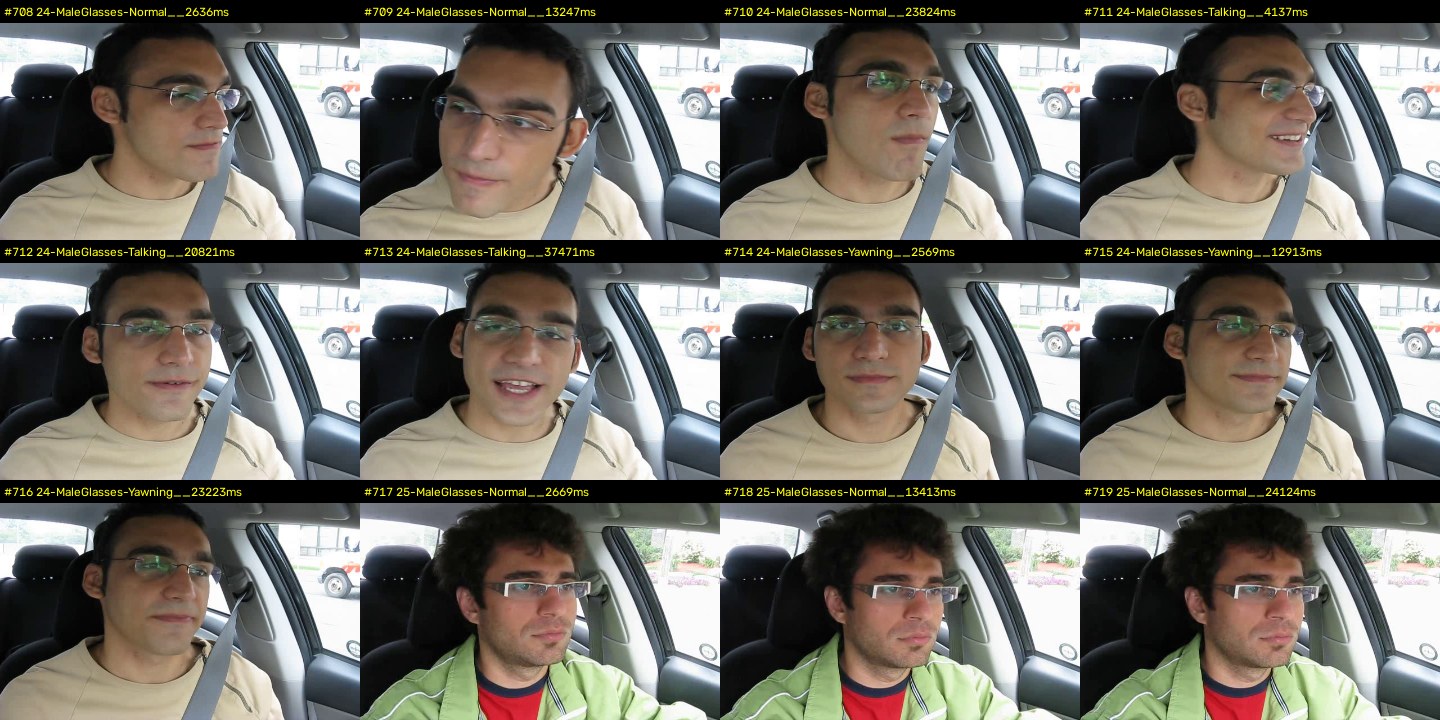 #708 24-MaleGlasses-Normal__2636ms
#709 24-MaleGlasses-Normal__13247ms
#710 24-MaleGlasses-Normal__23824ms
#711 24-MaleGlasses-Talking__4137ms
#712 24-MaleGlasses-Talking__20821ms
#713 24-MaleGlasses-Talking__37471ms
#714 24-MaleGlasses-Yawning__2569ms
#715 24-MaleGlasses-Yawning__12913ms
#716 24-MaleGlasses-Yawning__23223ms
#717 25-MaleGlasses-Normal__2669ms
#718 25-MaleGlasses-Normal__13413ms
#719 25-MaleGlasses-Normal__24124ms